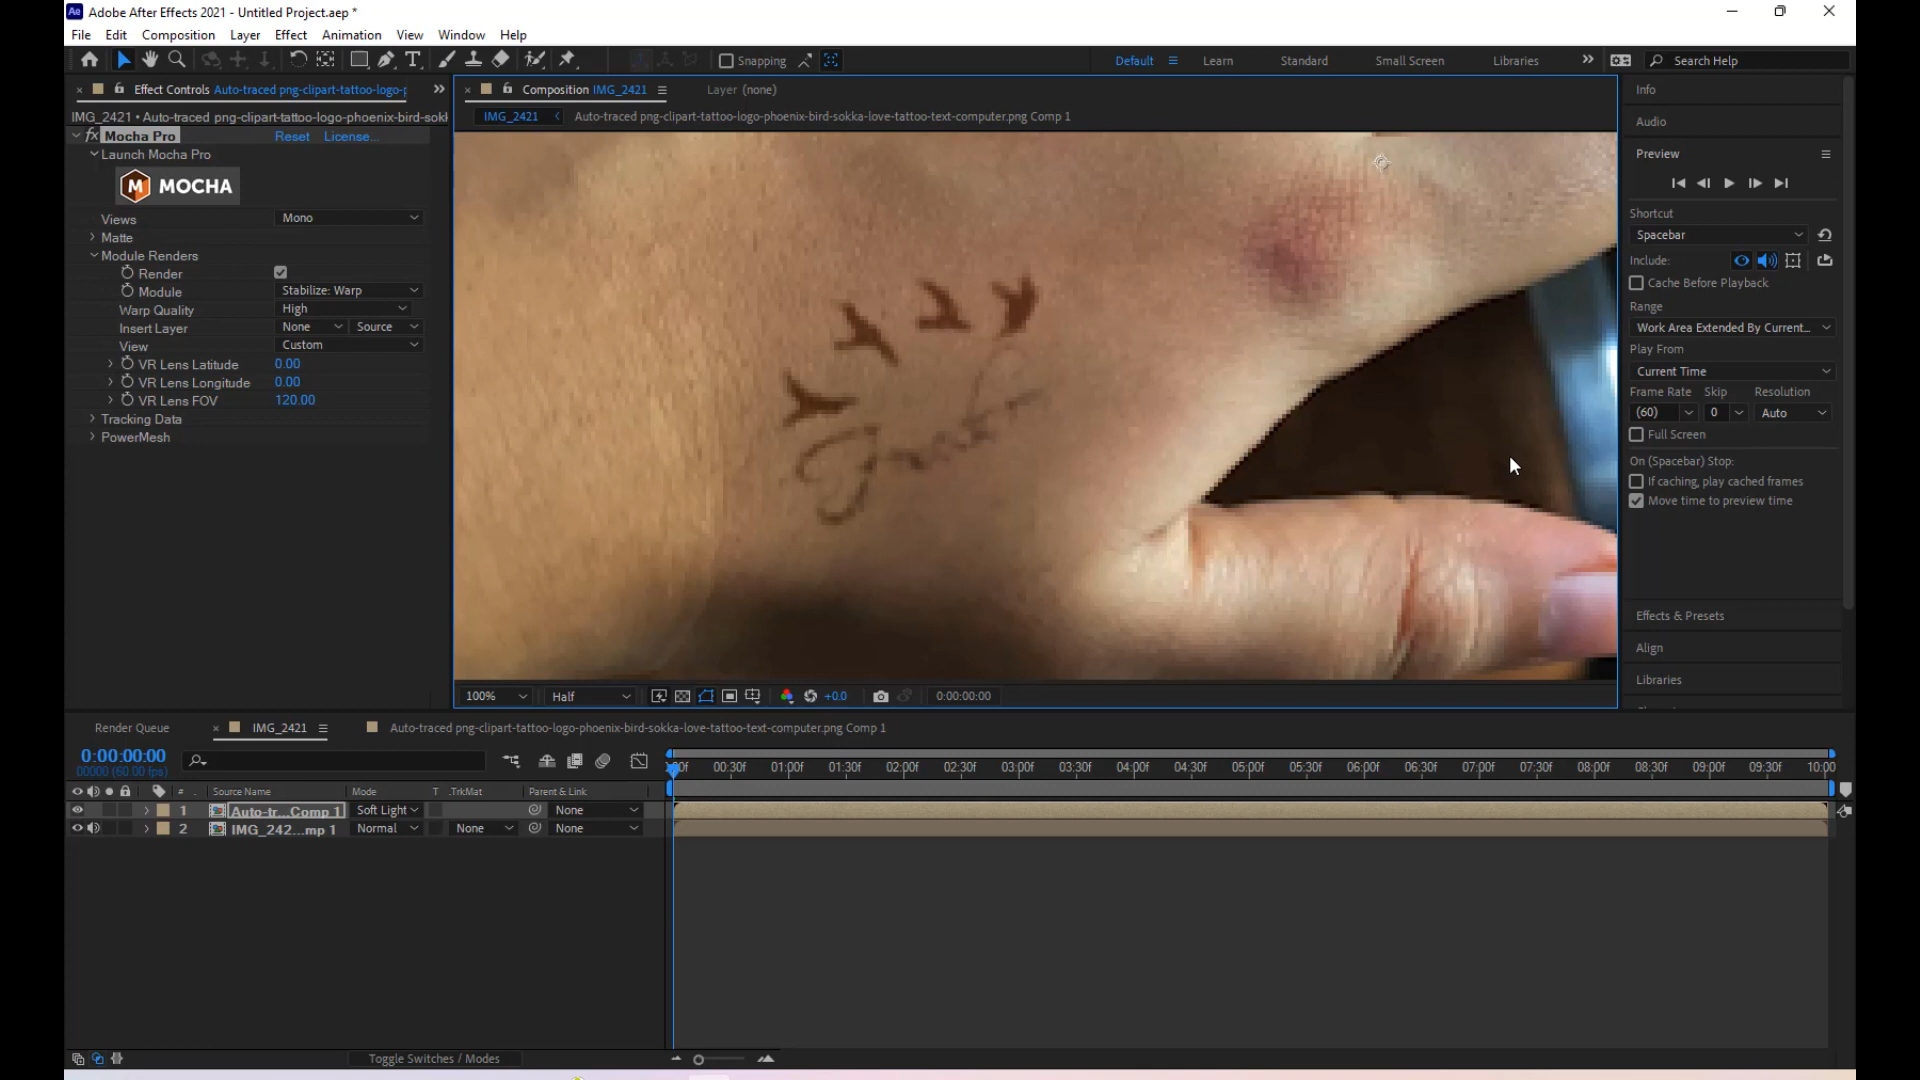 Ae Adobe After Effects 2021 - Untitled Project.aep *
File Edit Composition Layer Effect Animation View Window Help
Snapping Default Learn Standard Small Screen Libraries Search Help
Effect Controls Auto-traced png-clipart-tattoo-logo-p
Composition IMG_2421 Layer (none)
IMG_2421 • Auto-traced png-clipart-tattoo-logo-phoenix-bird-sokk
IMG_2421 Auto-traced png-clipart-tattoo-logo-phoenix-bird-sokka-love-tattoo-text-computer.png Comp 1
fx Mocha Pro Reset License...
Launch Mocha Pro
M MOCHA
Views Mono
Matte
Module Renders
Render
Module Stabilize: Warp
Warp Quality High
Insert Layer None Source
View Custom
VR Lens Latitude 0.00
VR Lens Longitude 0.00
VR Lens FOV 120.00
Tracking Data
PowerMesh
100% Half +0.0 0:00:00:00
Info
Audio
Preview
Shortcut
Spacebar
Include:
Cache Before Playback
Range
Work Area Extended By Current...
Play From
Current Time
Frame Rate Skip Resolution
(60) 0 Auto
Full Screen
On (Spacebar) Stop:
If caching, play cached frames
Move time to preview time
Effects & Presets
Align
Libraries
Render Queue IMG_2421 Auto-traced png-clipart-tattoo-logo-phoenix-bird-sokka-love-tattoo-text-computer.png Comp 1
0:00:00:00
00000 (60.00 fps)
00:30f 01:00f 01:30f 02:00f 02:30f 03:00f 03:30f 04:00f 04:30f 05:00f 05:30f 06:00f 06:30f 07:00f 07:30f 08:00f 08:30f 09:00f 09:30f 10:00
# Source Name Mode T .TrkMat Parent & Link
1 Auto-tr...Comp 1 Soft Light None
2 IMG_242...mp 1 Normal None None
Toggle Switches / Modes